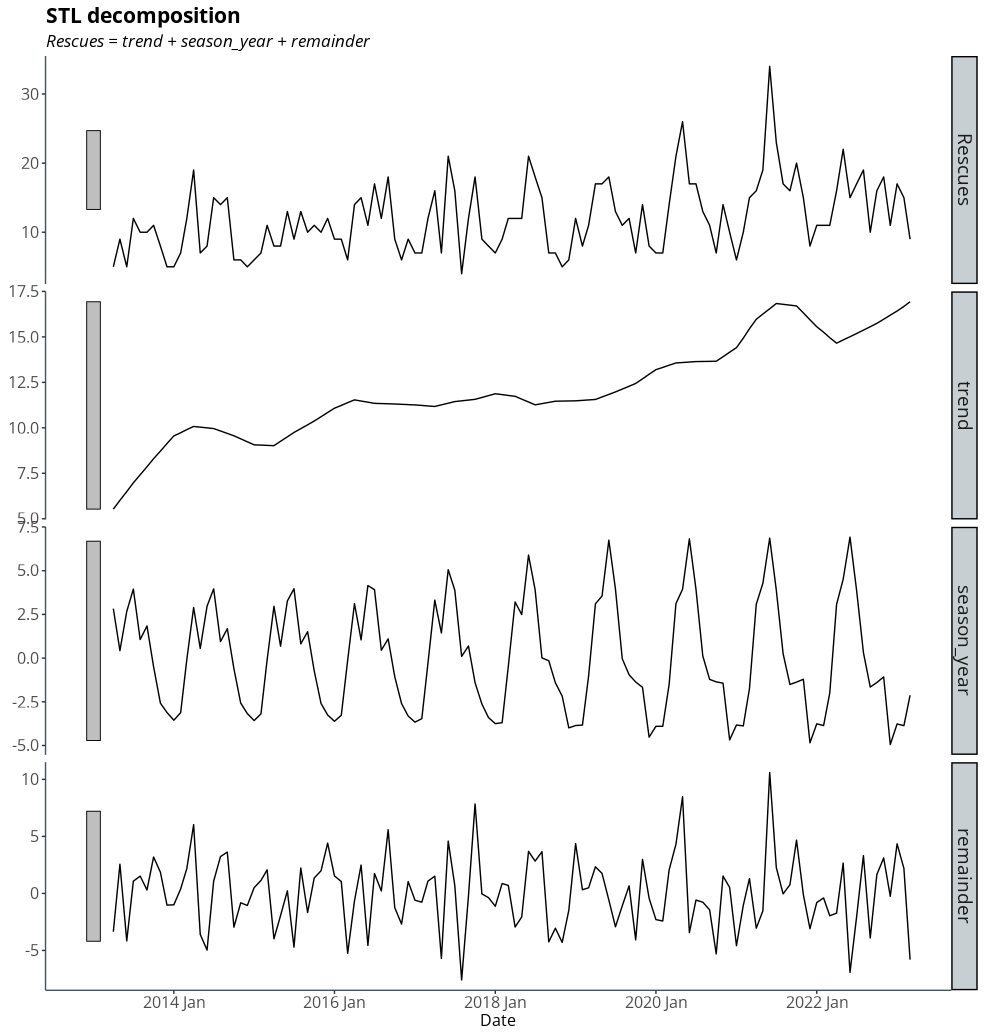 STL decomposition
Rescues = trend + season_year + remainder
30
20
10
Rescues
17.5
15.0
12.5
10.0
7.5
5.0
trend
7.5
5.0
2.5
0.0
-2.5
-5.0
season_year
10
5
0
-5
remainder
2014 Jan
2016 Jan
2018 Jan
2020 Jan
2022 Jan
Date